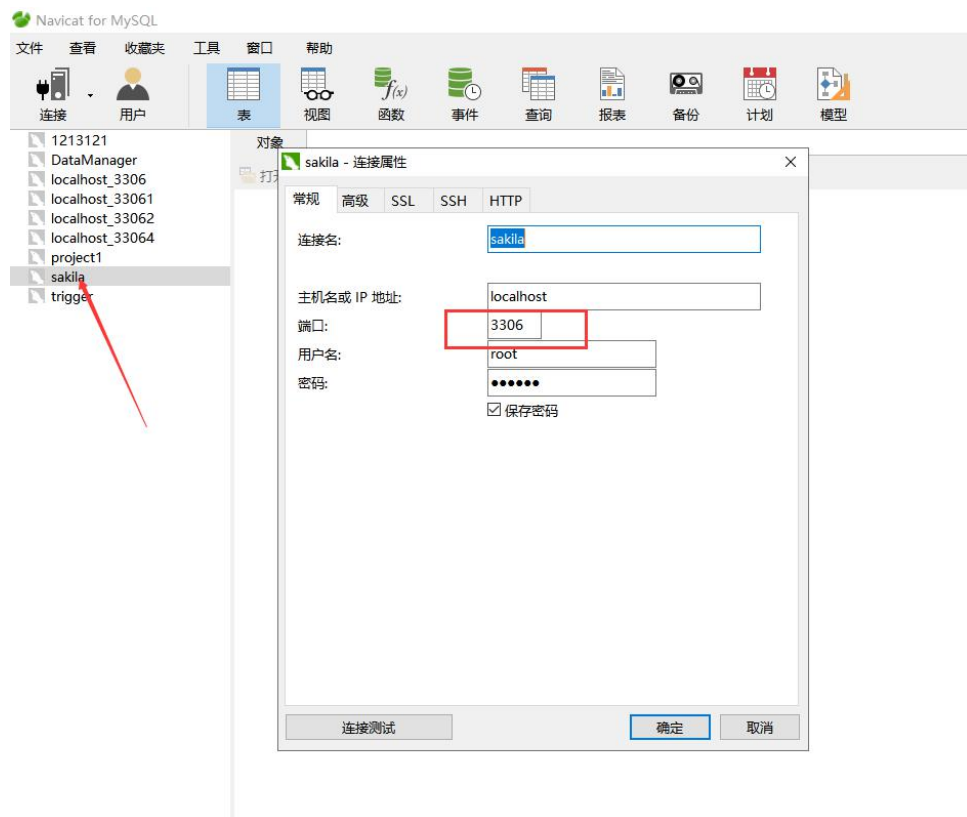 Navicat for MySQL
文件 查看 收藏夹 工具 窗口 帮助
连接 用户 表 视图 函数 事件 查询 报表 备份 计划 模型
f(x)
1213121
DataManager
localhost_3306
localhost_33061
localhost_33062
localhost_33064
project1
sakila
trigger
对象
打开
sakila - 连接属性
常规 高级 SSL SSH HTTP
连接名: sakila
主机名或 IP 地址: localhost
端口: 3306
用户名: root
密码: ●●●●●●
保存密码
连接测试 确定 取消